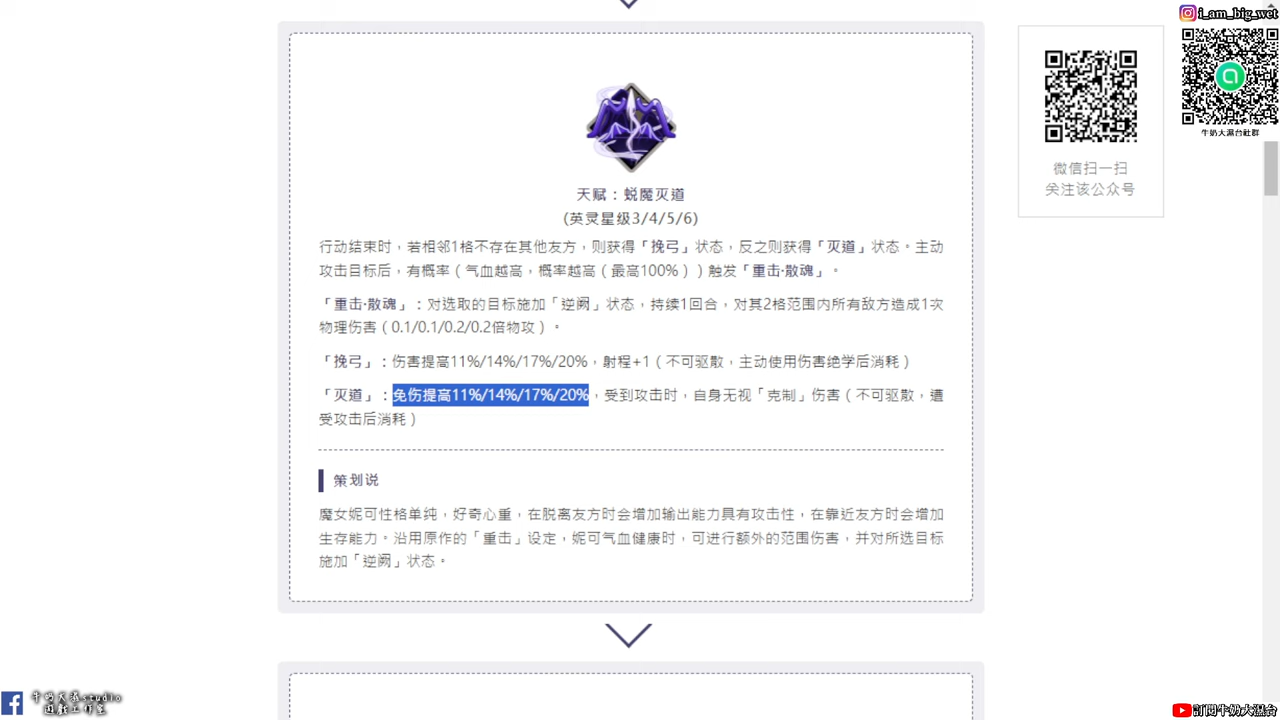 i_am_big_wet
牛奶大濕台社群
微信扫一扫
关注该公众号
天赋：蜕魔灭道
(英灵星级3/4/5/6)
行动结束时，若相邻1格不存在其他友方，则获得「挽弓」状态，反之则获得「灭道」状态。主动
攻击目标后，有概率（气血越高，概率越高（最高100%））触发「重击·散魂」。
「重击·散魂」：对选取的目标施加「逆阙」状态，持续1回合，对其2格范围内所有敌方造成1次
物理伤害（0.1/0.1/0.2/0.2倍物攻）。
「挽弓」：伤害提高11%/14%/17%/20%，射程+1（不可驱散，主动使用伤害绝学后消耗）
「灭道」：免伤提高11%/14%/17%/20%，受到攻击时，自身无视「克制」伤害（不可驱散，遭
受攻击后消耗）
策划说
魔女妮可性格单纯，好奇心重，在脱离友方时会增加输出能力具有攻击性，在靠近友方时会增加
生存能力。沿用原作的「重击」设定，妮可气血健康时，可进行额外的范围伤害，并对所选目标
施加「逆阙」状态。
牛奶大濕studio
遊戲工作室
訂閱牛奶大濕台